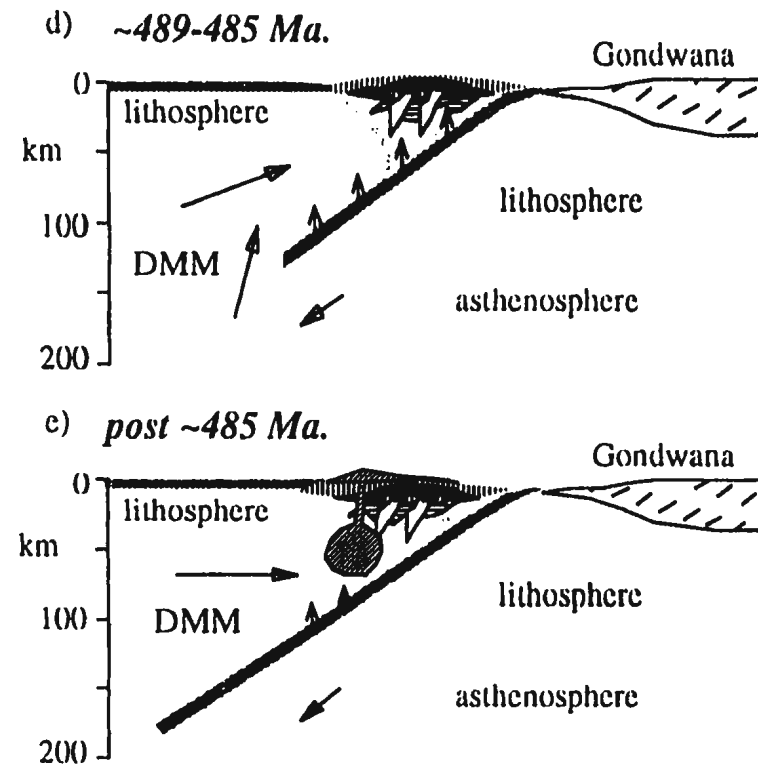 d) ~489-485 Ma.
Gondwana
0
lithosphere
km
lithosphere
100
DMM
asthenosphere
200
e) post ~485 Ma.
Gondwana
0
lithosphere
km
lithosphere
100
DMM
asthenosphere
200